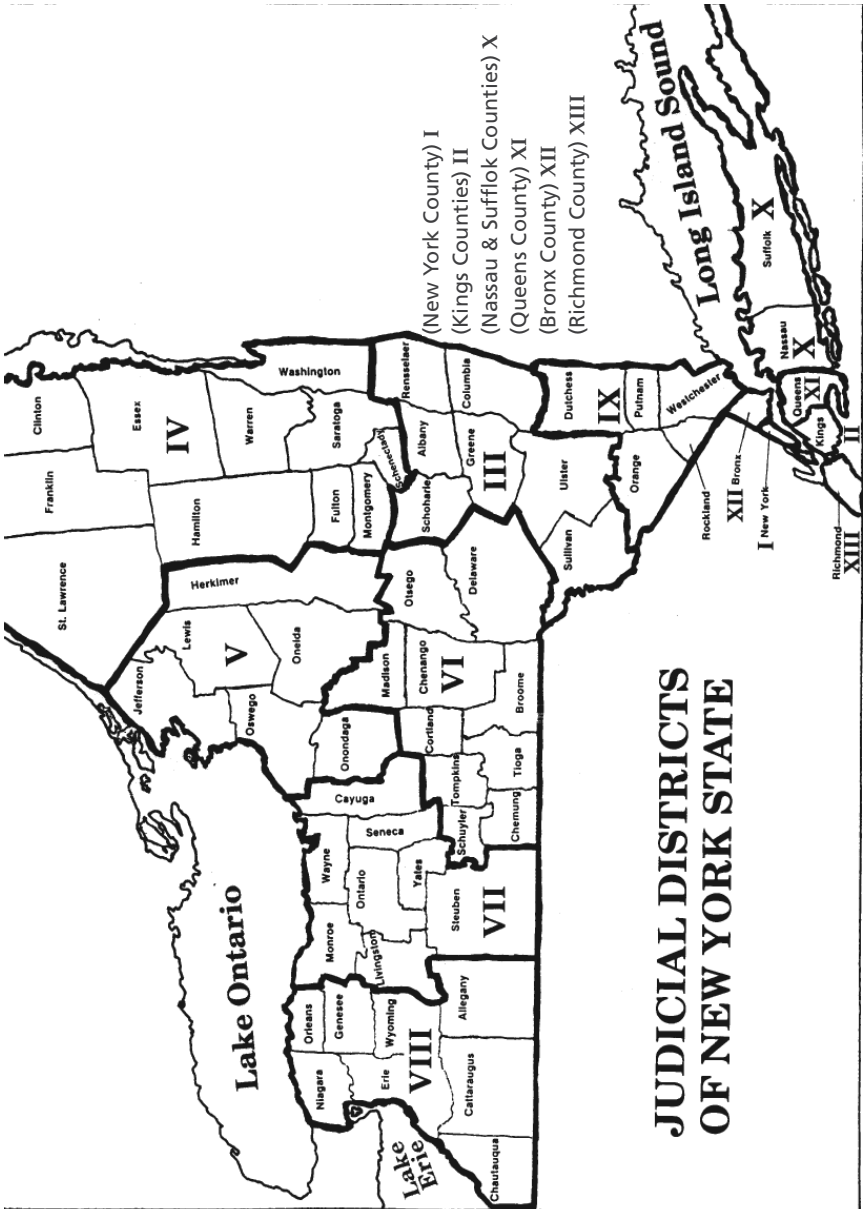 Clinton
Franklin
St. Lawrence
Essex
IV
Jefferson
Lewis
V
Herkimer
Hamilton
Warren
Washington
Lake Ontario
Oswego
Oneida
Saratoga
Fulton
Montgomery
Schenectady
Niagara
Orleans
Genesee
Monroe
Wayne
Cayuga
Onondaga
Madison
Erie
Wyoming
Livingston
Ontario
Seneca
Yates
Otsego
Schoharie
Albany
Rensselaer
Lake
Erie
VIII
Cortland
Chenango
VI
Delaware
Greene
III
Columbia
(New York County) I
(Kings Counties) II
(Nassau & Sufflok Counties) X
(Queens County) XI
(Bronx County) XII
(Richmond County) XIII
Chautauqua
Cattaraugus
Allegany
Steuben
VII
Schuyler
Tompkins
Chemung
Tioga
Broome
Sullivan
Ulster
Dutchess
IX
Putnam
Orange
Westchester
Rockland
XII Bronx
I New York
Long Island Sound
Suffolk
X
Nassau
X
Queens
XI
Kings
II
Richmond
XIII
JUDICIAL DISTRICTS
OF NEW YORK STATE